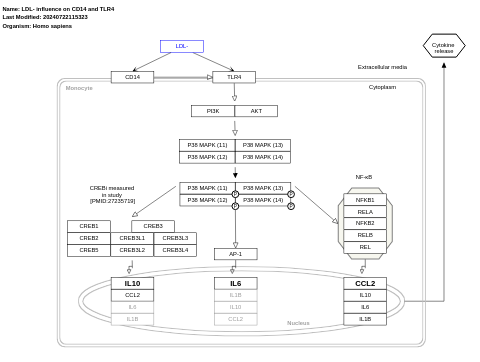 Name: LDL- influence on CD14 and TLR4
Last Modified: 20240722115323
Organism: Homo sapiens
LDL-
Cytokine
release
Extracellular media
CD14
TLR4
Monocyte
Cytoplasm
PI3K
AKT
P38 MAPK (11)
P38 MAPK (13)
P38 MAPK (12)
P38 MAPK (14)
NF-κB
CREBi measured
in study
[PMID:27235719]
P38 MAPK (11)
P38 MAPK (13)
P
P
P38 MAPK (12)
P38 MAPK (14)
P
P
NFKB1
RELA
NFKB2
RELB
REL
CREB1
CREB3
CREB2
CREB3L1
CREB3L3
CREB5
CREB3L2
CREB3L4
AP-1
IL10
CCL2
IL6
IL1B
IL6
IL1B
IL10
CCL2
CCL2
IL10
IL6
IL1B
Nucleus